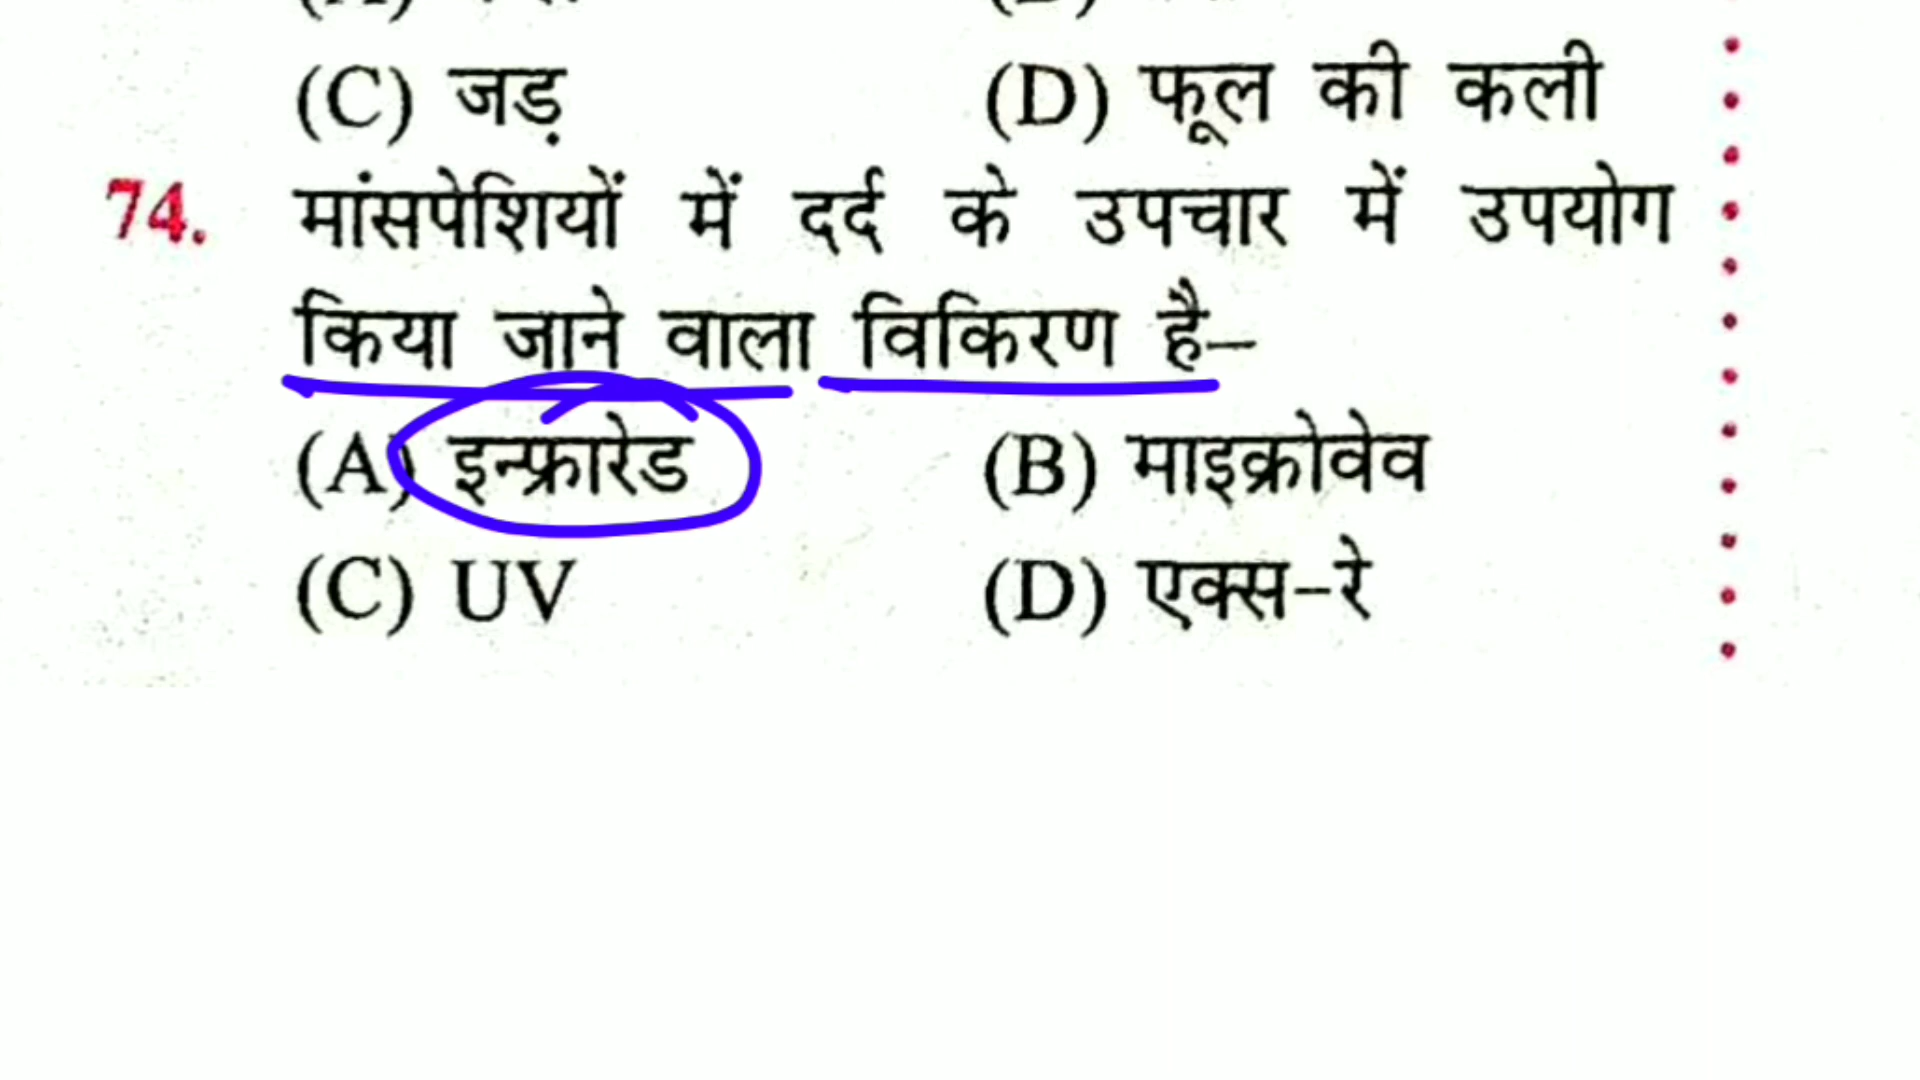 (C) जड़ (D) फूल की कली
74. मांसपेशियों में दर्द के उपचार में उपयोग
किया जाने वाला विकिरण है–
(A) इन्फ्रारेड (B) माइक्रोवेव
(C) UV (D) एक्स-रे